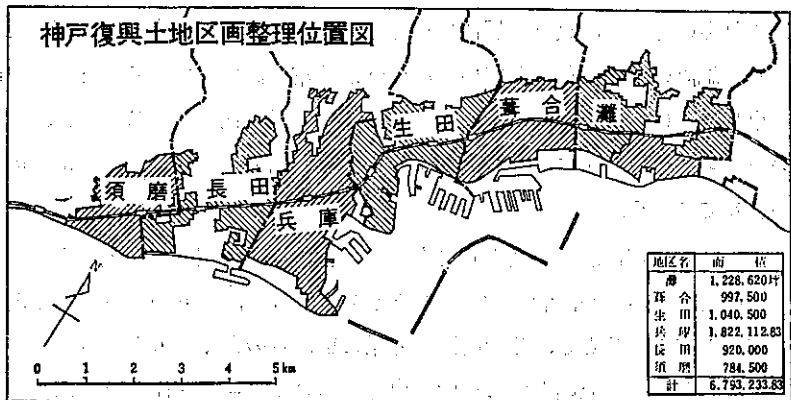 神戸復興土地区画整理位置図
灘
葺合
生田
兵庫
長田
須磨
N
0 1 2 3 4 5km
地区名 面積
灘 1,228,620坪
葺合 997,500
生田 1,040,500
兵庫 1,822,112.83
長田 920,000
須磨 784,500
計 6,793,233.83